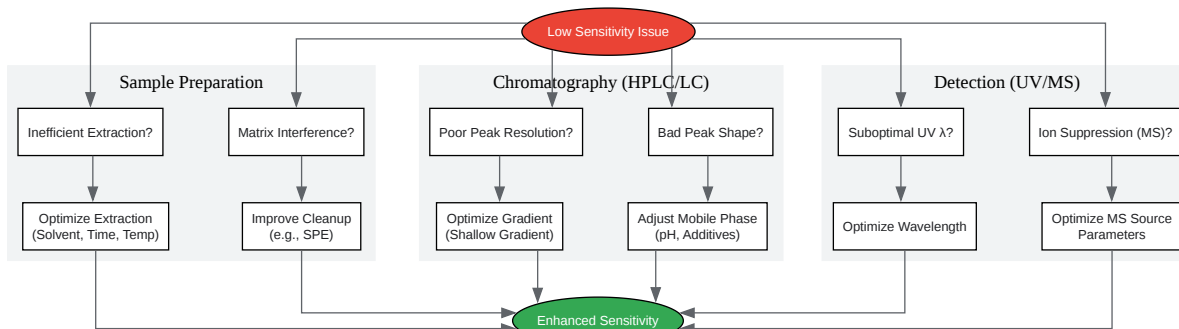 Low Sensitivity Issue
Sample Preparation
Chromatography (HPLC/LC)
Detection (UV/MS)
Inefficient Extraction?
Matrix Interference?
Poor Peak Resolution?
Bad Peak Shape?
Suboptimal UV λ?
Ion Suppression (MS)?
Optimize Extraction
(Solvent, Time, Temp)
Improve Cleanup
(e.g., SPE)
Optimize Gradient
(Shallow Gradient)
Adjust Mobile Phase
(pH, Additives)
Optimize Wavelength
Optimize MS Source
Parameters
Enhanced Sensitivity